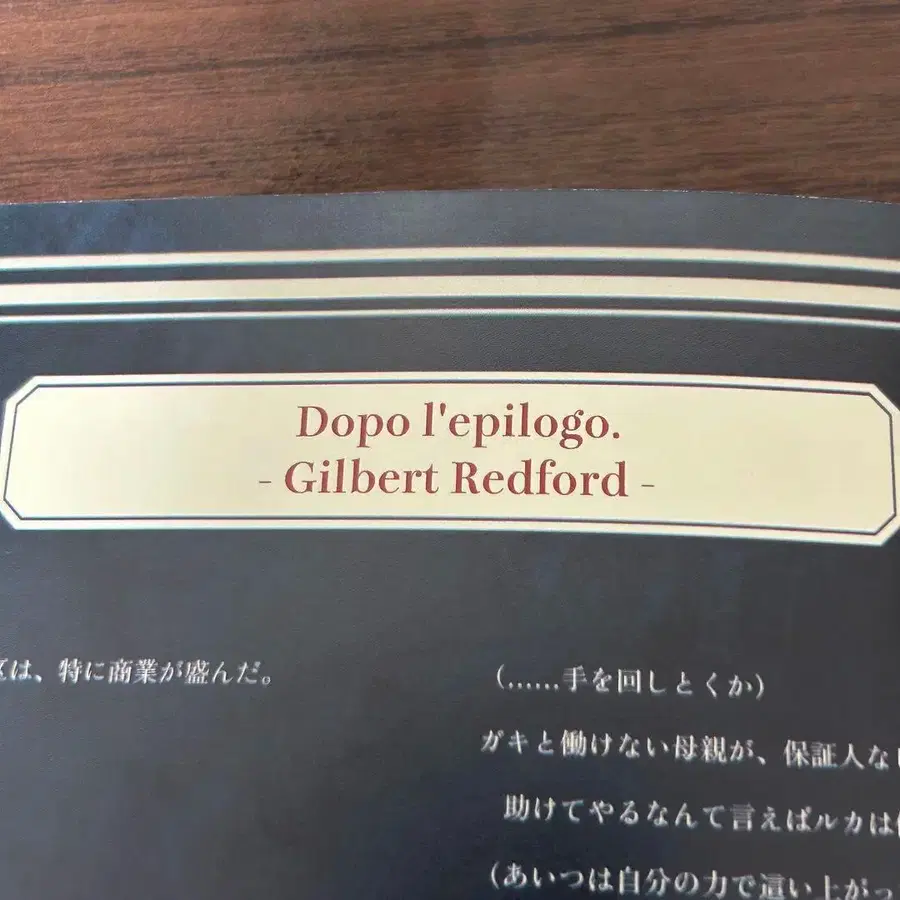 Dopo l'epilogo.
- Gilbert Redford -
は、特に商業が盛んだ。
(……手を回しとくか)
ガキと働けない母親が、保証人な
助けてやるなんて言えばルカは
(あいつは自分の力で這い上がっ